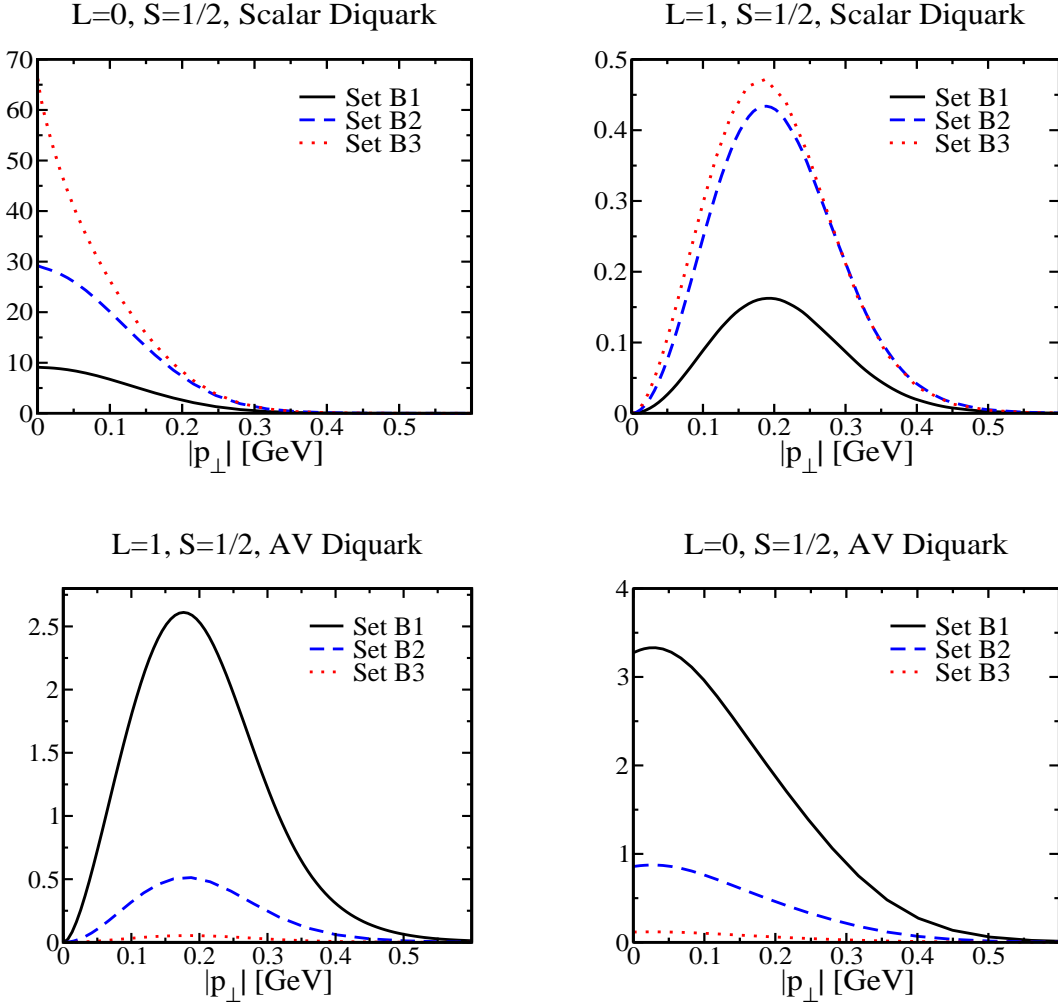 L=0, S=1/2, Scalar Diquark
70
60
50
40
30
20
10
0
0 0.1 0.2 0.3 0.4 0.5
|p⊥| [GeV]
Set B1
Set B2
Set B3
L=1, S=1/2, Scalar Diquark
0.5
0.4
0.3
0.2
0.1
0
0 0.1 0.2 0.3 0.4 0.5
|p⊥| [GeV]
Set B1
Set B2
Set B3
L=1, S=1/2, AV Diquark
2.5
2
1.5
1
0.5
0
0 0.1 0.2 0.3 0.4 0.5
|p⊥| [GeV]
Set B1
Set B2
Set B3
L=0, S=1/2, AV Diquark
4
3
2
1
0
0 0.1 0.2 0.3 0.4 0.5
|p⊥| [GeV]
Set B1
Set B2
Set B3